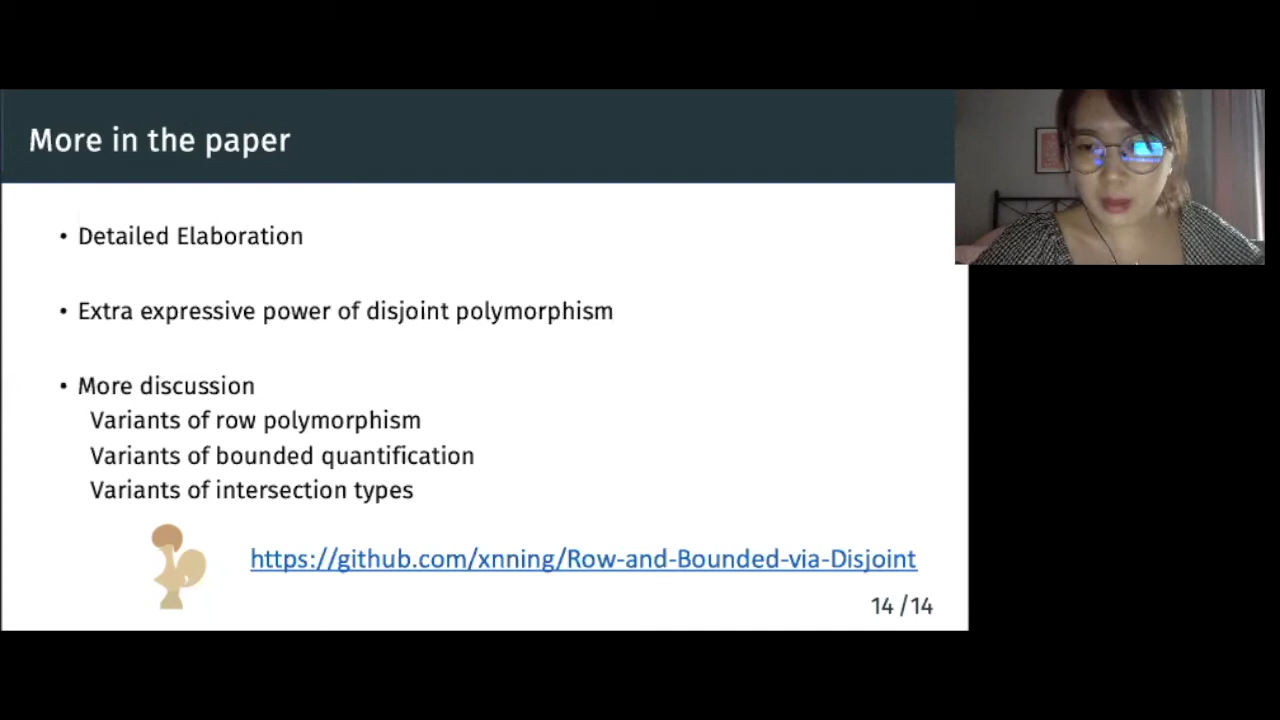 More in the paper
• Detailed Elaboration
• Extra expressive power of disjoint polymorphism
• More discussion
Variants of row polymorphism
Variants of bounded quantification
Variants of intersection types
https://github.com/xnning/Row-and-Bounded-via-Disjoint
14 /14